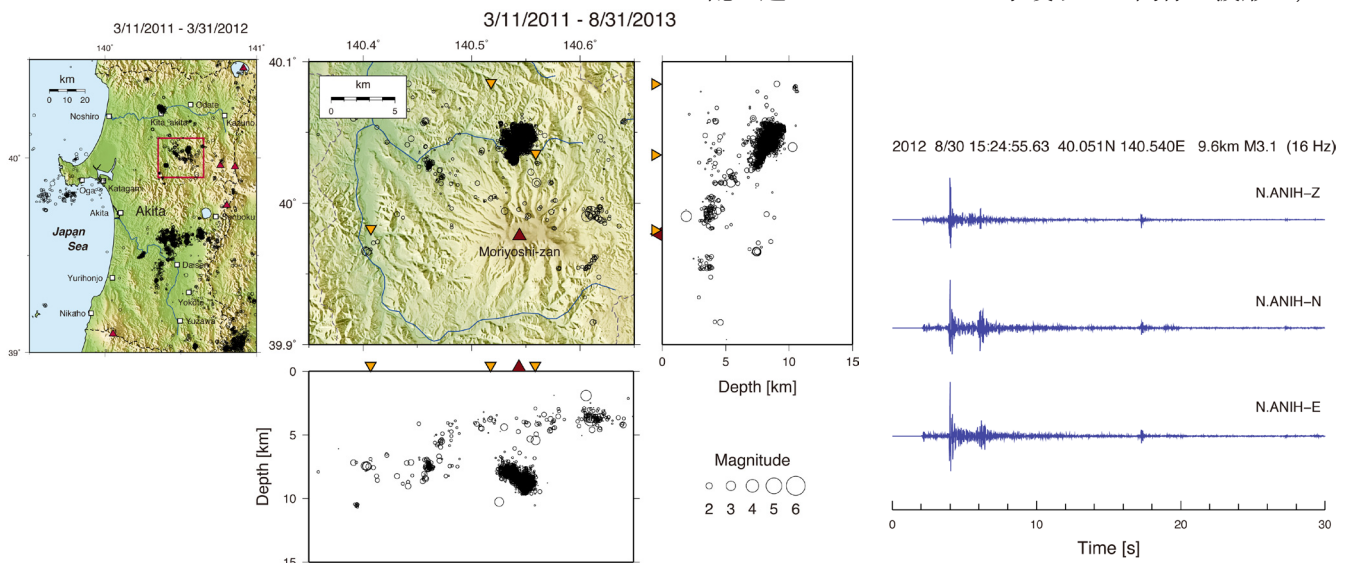 3/11/2011 - 8/31/2013
3/11/2011 - 3/31/2012
140˚
141˚
km
0 10 20
Noshiro
Odate
Kita_akita
Kazuno
40˚
Oga
Katagami
Akita
Akita
Senboku
Japan
Sea
Daisen
Yurihonjo
Yokote
Nikaho
Yuzawa
39˚
140.4˚ 140.5˚ 140.6˚
40.1˚
km
0 5
40˚
Moriyoshi-zan
39.9˚
0 5 10 15
Depth [km]
0
5
10
15
Depth [km]
Magnitude
2 3 4 5 6
2012 8/30 15:24:55.63 40.051N 140.540E 9.6km M3.1 (16 Hz)
N.ANIH-Z
N.ANIH-N
N.ANIH-E
0 10 20 30
Time [s]